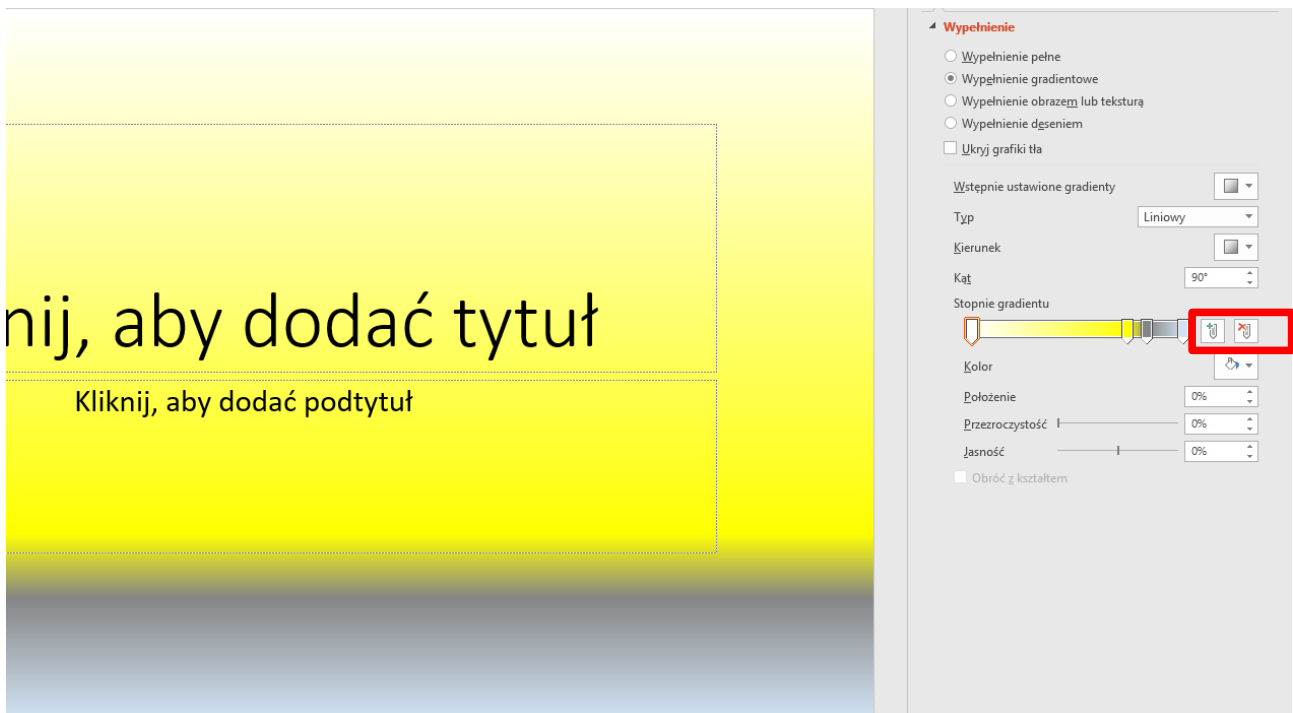 nij, aby dodać tytuł
Kliknij, aby dodać podtytuł
Wypełnienie
Wypełnienie pełne
Wypełnienie gradientowe
Wypełnienie obrazem lub teksturą
Wypełnienie deseniem
Ukryj grafiki tła
Wstępnie ustawione gradienty
Typ Liniowy
Kierunek
Kąt 90°
Stopnie gradientu
Kolor
Położenie 0%
Przezroczystość 0%
Jasność 0%
Obróć z kształtem